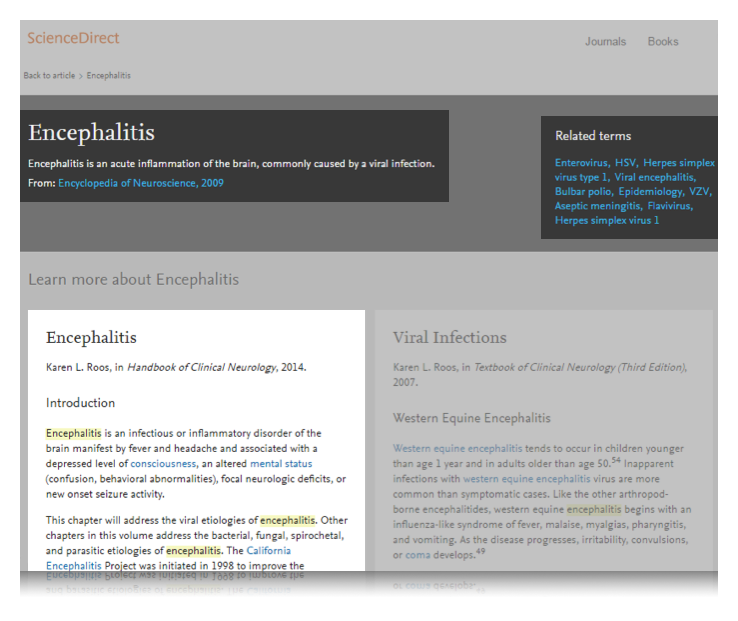 ScienceDirect
Journals Books
Back to article > Encephalitis
Encephalitis
Encephalitis is an acute inflammation of the brain, commonly caused by a viral infection.
From: Encyclopedia of Neuroscience, 2009
Related terms
Enterovirus, HSV, Herpes simplex
virus type 1, Viral encephalitis,
Bulbar polio, Epidemiology, VZV,
Aseptic meningitis, Flavivirus,
Herpes simplex virus 1
Learn more about Encephalitis
Encephalitis
Karen L. Roos, in Handbook of Clinical Neurology, 2014.
Introduction
Encephalitis is an infectious or inflammatory disorder of the
brain manifest by fever and headache and associated with a
depressed level of consciousness, an altered mental status
(confusion, behavioral abnormalities), focal neurologic deficits, or
new onset seizure activity.
This chapter will address the viral etiologies of encephalitis. Other
chapters in this volume address the bacterial, fungal, spirochetal,
and parasitic etiologies of encephalitis. The California
Encephalitis Project was initiated in 1998 to improve the
Viral Infections
Karen L. Roos, in Textbook of Clinical Neurology (Third Edition),
2007.
Western Equine Encephalitis
Western equine encephalitis tends to occur in children younger
than age 1 year and in adults older than age 50.54 Inapparent
infections with western equine encephalitis virus are more
common than symptomatic cases. Like the other arthropod-
borne encephalitides, western equine encephalitis begins with an
influenza-like syndrome of fever, malaise, myalgias, pharyngitis,
and vomiting. As the disease progresses, irritability, convulsions,
or coma develops.49